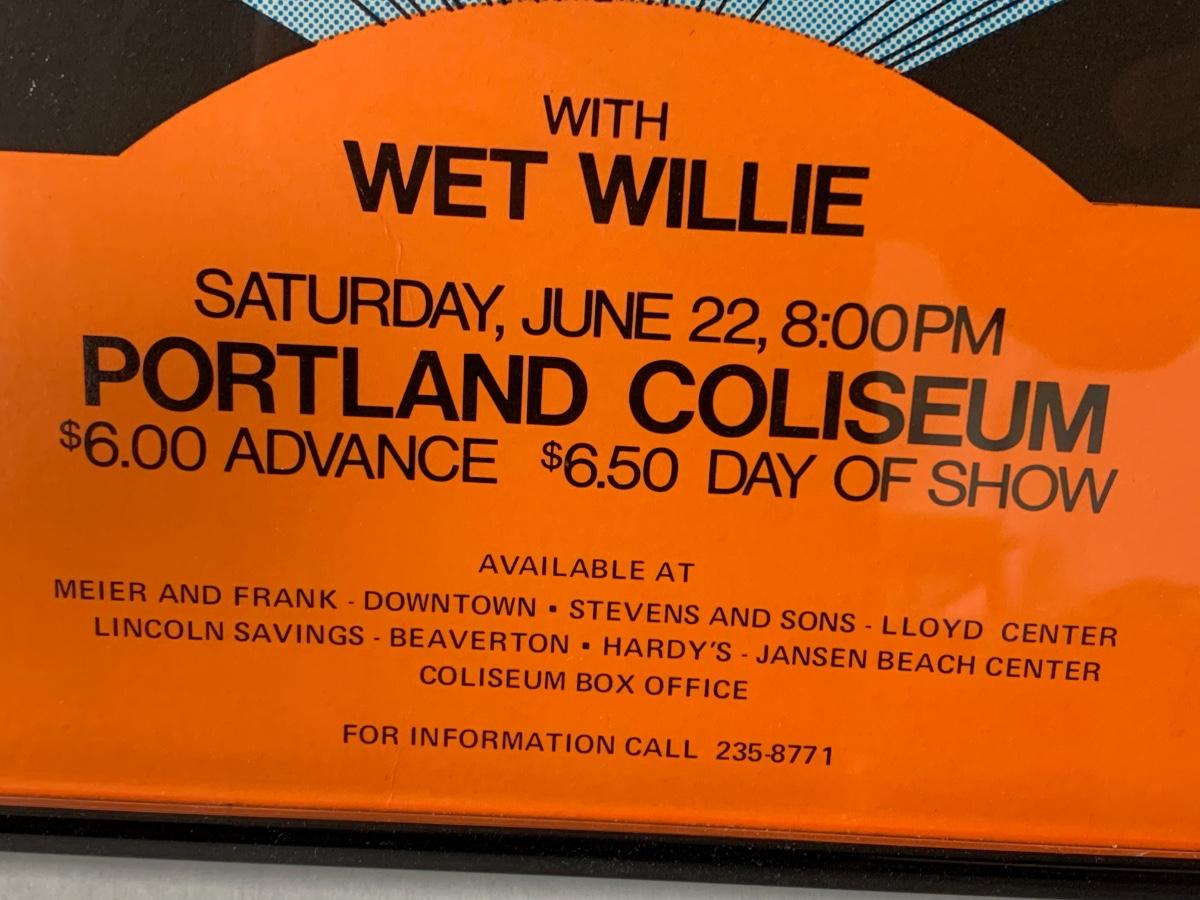 WITH
WET WILLIE
SATURDAY, JUNE 22, 8:00PM
PORTLAND COLISEUM
$6.00 ADVANCE $6.50 DAY OF SHOW
AVAILABLE AT
MEIER AND FRANK - DOWNTOWN ▪ STEVENS AND SONS - LLOYD CENTER
LINCOLN SAVINGS - BEAVERTON ▪ HARDY'S - JANSEN BEACH CENTER
COLISEUM BOX OFFICE
FOR INFORMATION CALL 235-8771